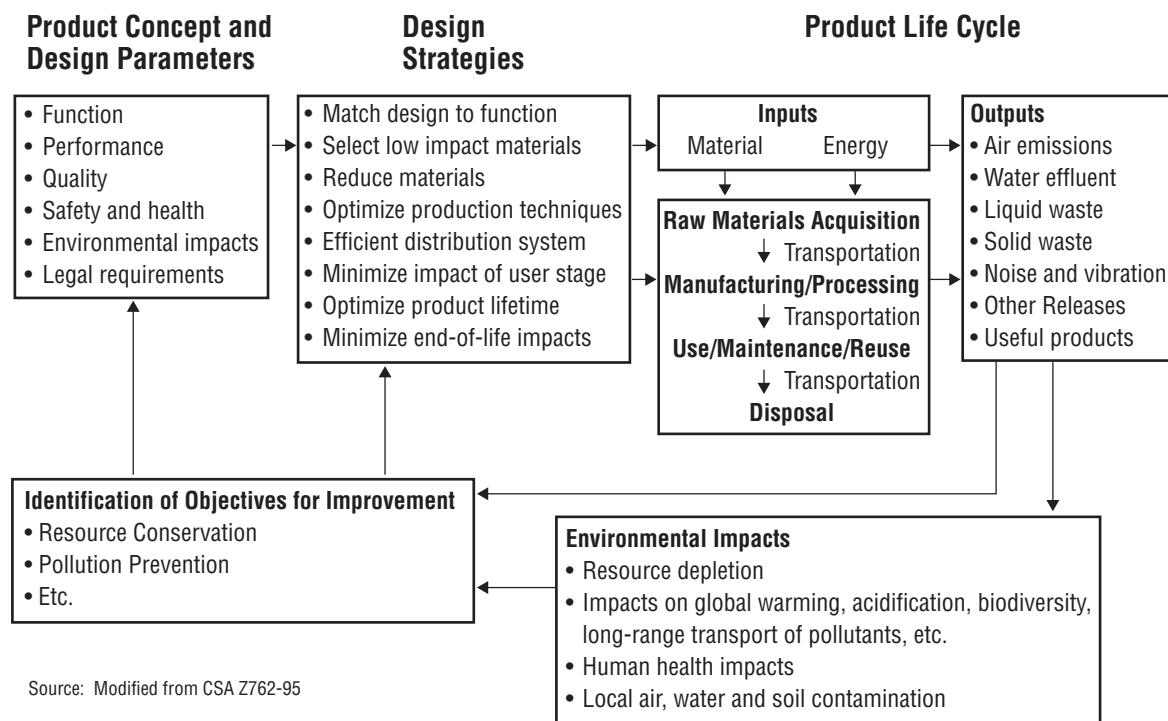 Product Concept and
Design Parameters
• Function
• Performance
• Quality
• Safety and health
• Environmental impacts
• Legal requirements
Design
Strategies
• Match design to function
• Select low impact materials
• Reduce materials
• Optimize production techniques
• Efficient distribution system
• Minimize impact of user stage
• Optimize product lifetime
• Minimize end-of-life impacts
Product Life Cycle
Inputs
Material Energy
Raw Materials Acquisition
Transportation
Manufacturing/Processing
Transportation
Use/Maintenance/Reuse
Transportation
Disposal
Outputs
• Air emissions
• Water effluent
• Liquid waste
• Solid waste
• Noise and vibration
• Other Releases
• Useful products
Identification of Objectives for Improvement
• Resource Conservation
• Pollution Prevention
• Etc.
Environmental Impacts
• Resource depletion
• Impacts on global warming, acidification, biodiversity,
long-range transport of pollutants, etc.
• Human health impacts
• Local air, water and soil contamination
Source: Modified from CSA Z762-95